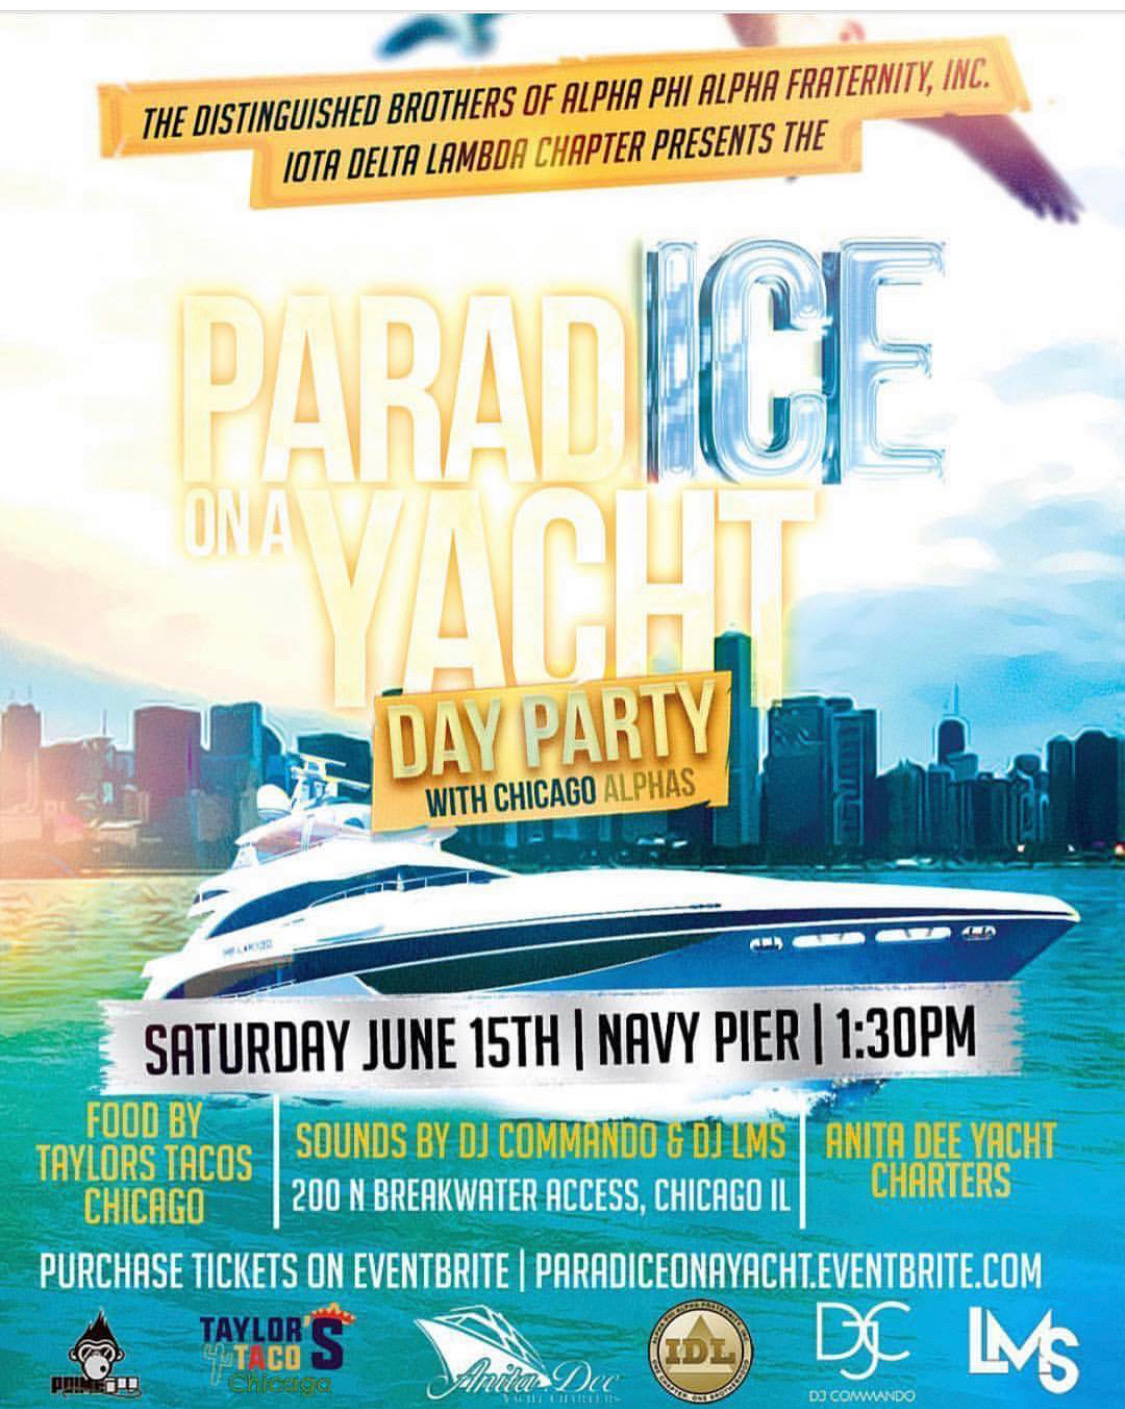 THE DISTINGUISHED BROTHERS OF ALPHA PHI ALPHA FRATERNITY, INC.
IOTA DELTA LAMBDA CHAPTER PRESENTS THE
PARADICE
ON A YACHT
DAY PARTY
WITH CHICAGO ALPHAS
SATURDAY JUNE 15TH | NAVY PIER | 1:30PM
FOOD BY
TAYLORS TACOS
CHICAGO
SOUNDS BY DJ COMMANDO & DJ LMS
200 N BREAKWATER ACCESS, CHICAGO IL
ANITA DEE YACHT
CHARTERS
PURCHASE TICKETS ON EVENTBRITE | PARADICEONAYACHT.EVENTBRITE.COM
TAYLOR'S
TACO
Chicago
Anita Dee
YACHT CHARTERS
IDL
DJC
DJ COMMANDO
LMS